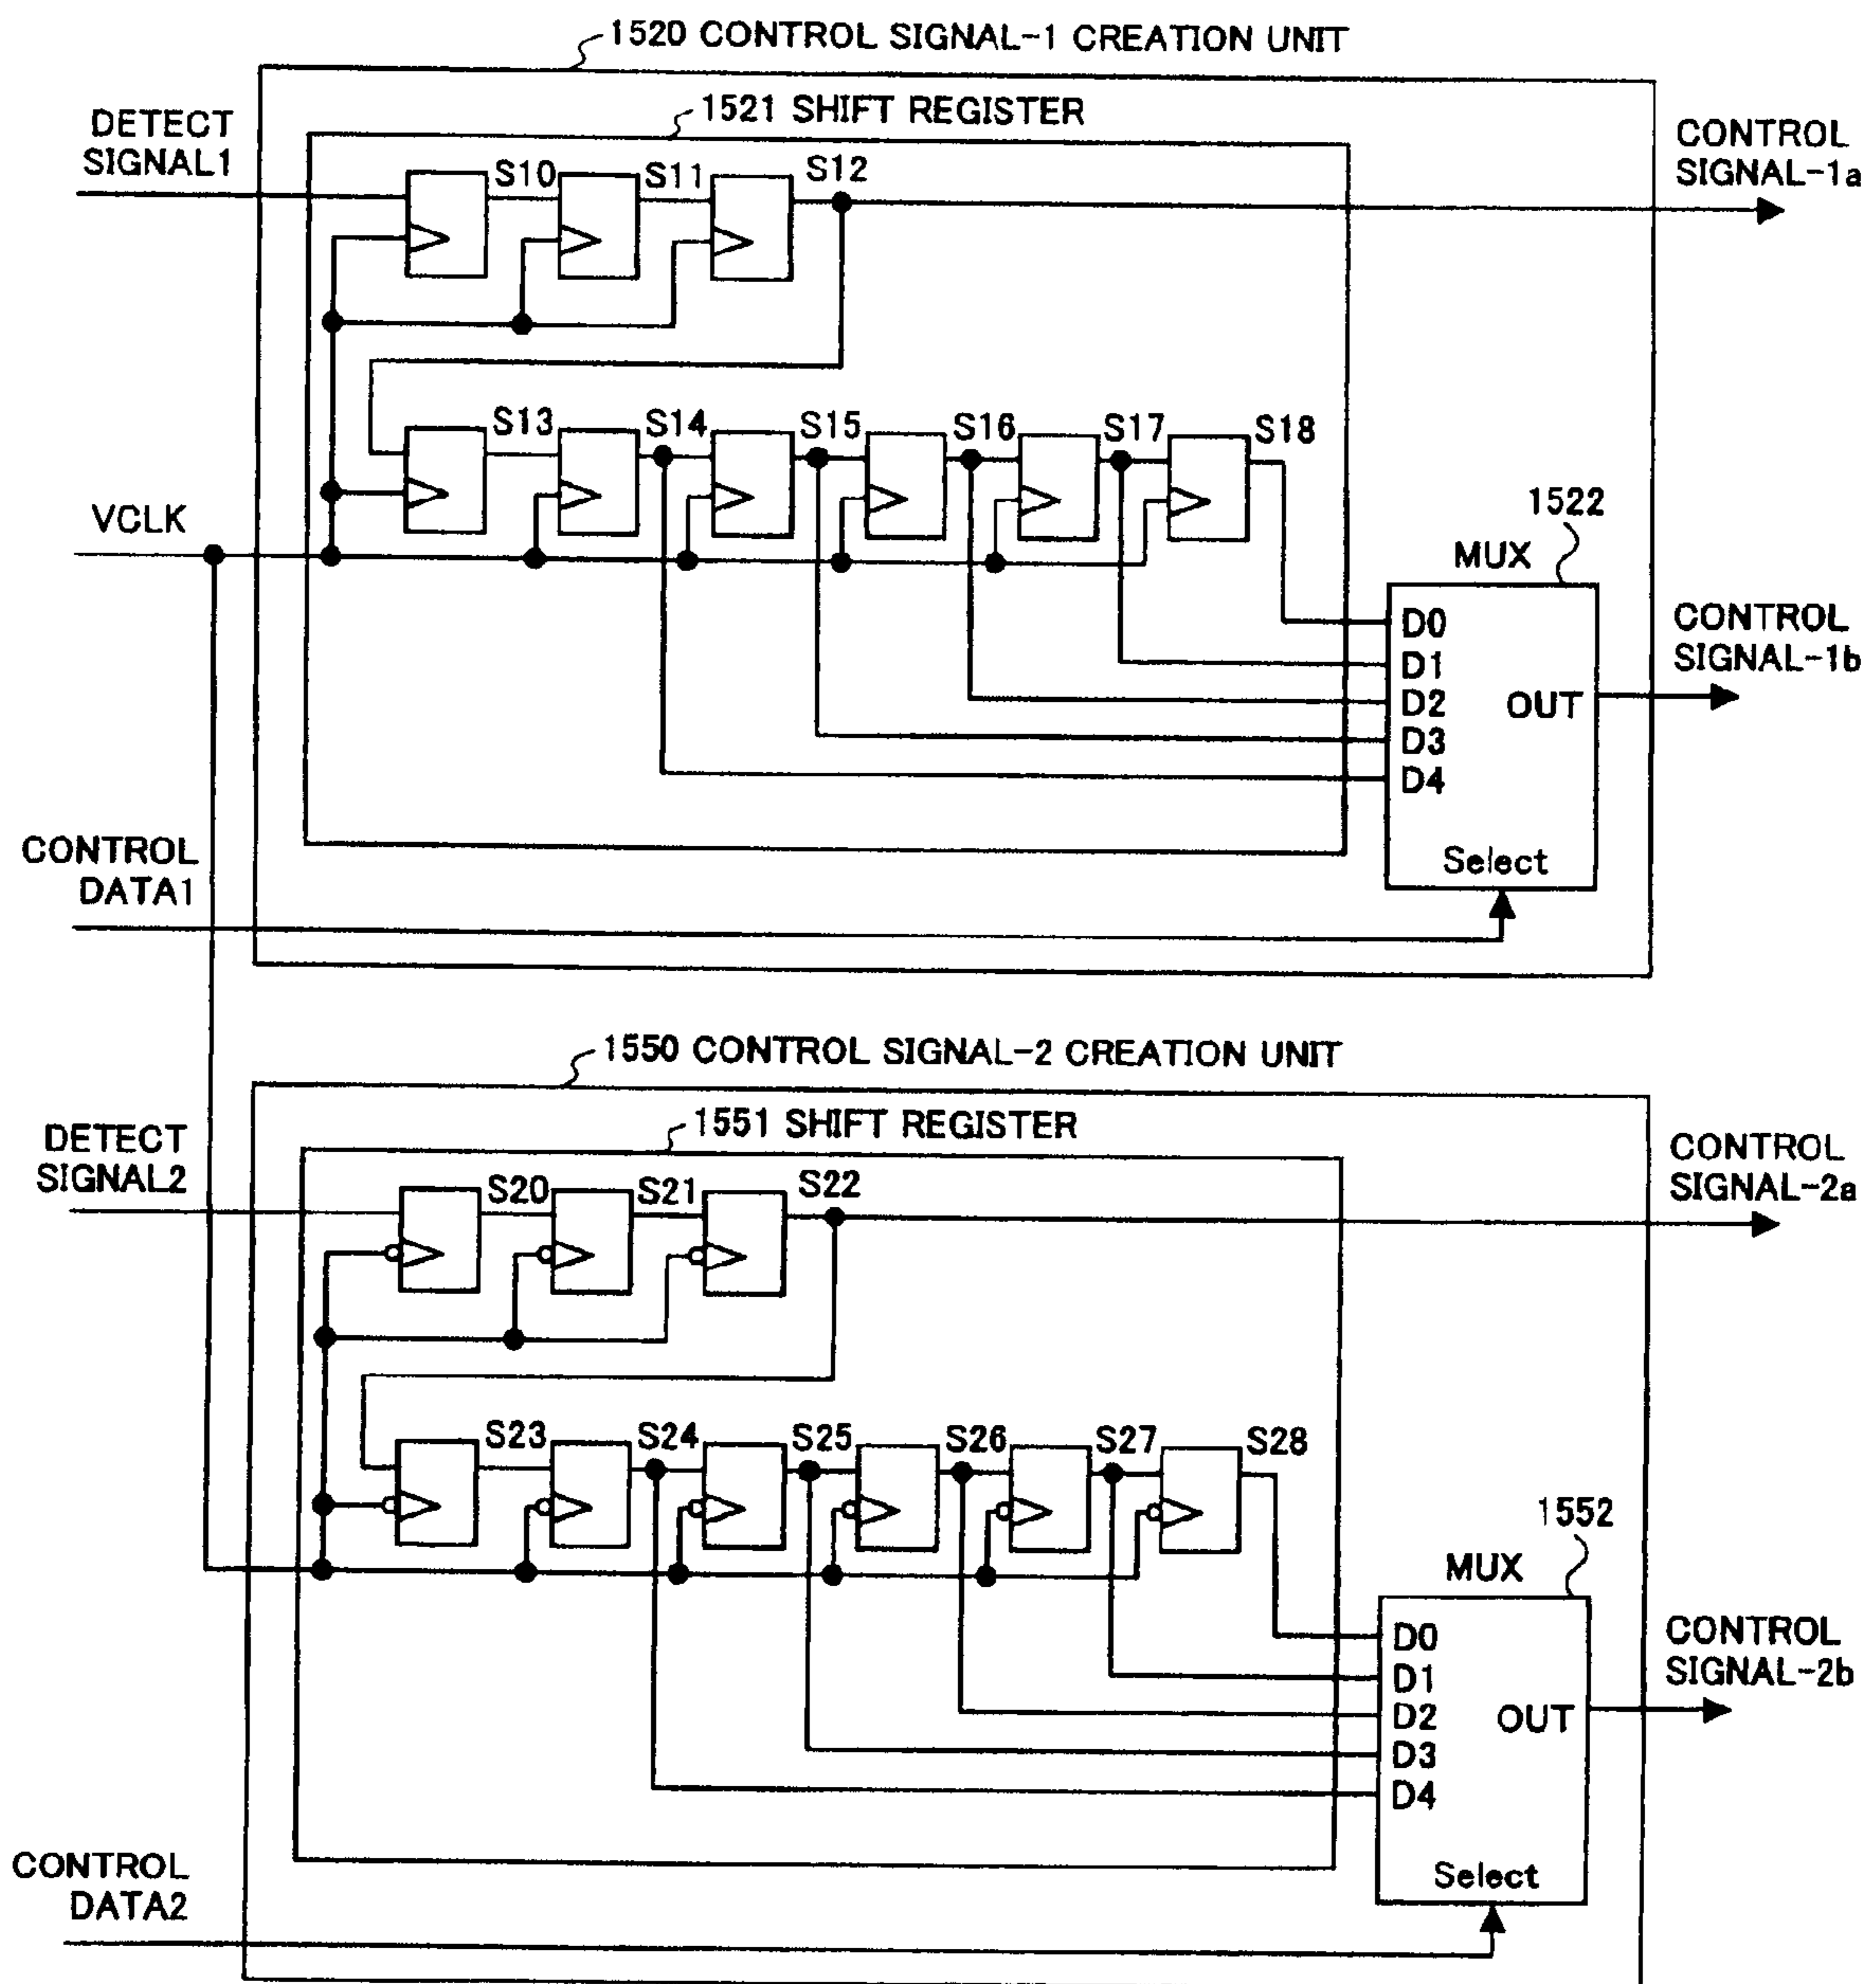 1520 CONTROL SIGNAL-1 CREATION UNIT
1521 SHIFT REGISTER
DETECT
SIGNAL1
S10
S11
S12
CONTROL
SIGNAL-1a
S13
S14
S15
S16
S17
S18
VCLK
1522
MUX
D0
D1
D2
D3
D4
OUT
Select
CONTROL
SIGNAL-1b
CONTROL
DATA1
1550 CONTROL SIGNAL-2 CREATION UNIT
1551 SHIFT REGISTER
DETECT
SIGNAL2
S20
S21
S22
CONTROL
SIGNAL-2a
S23
S24
S25
S26
S27
S28
1552
MUX
D0
D1
D2
D3
D4
OUT
Select
CONTROL
SIGNAL-2b
CONTROL
DATA2